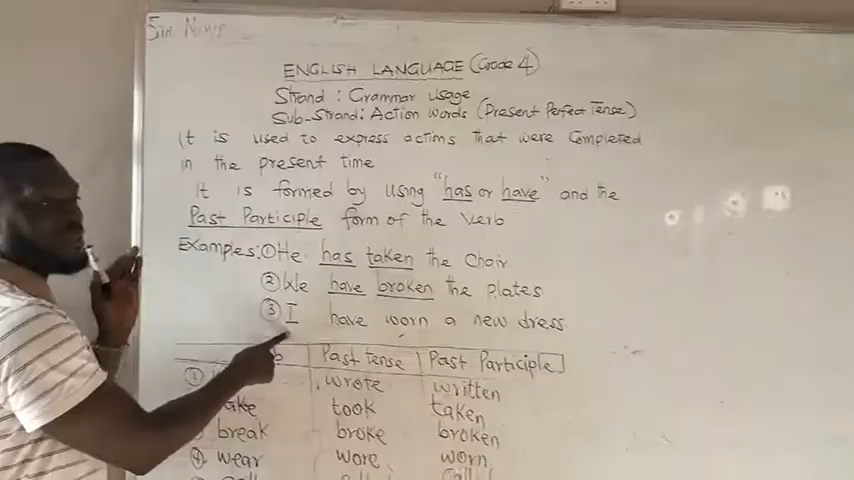 ENGLISH LANGUAGE (Grade 4)
Strand : Grammar usage
Sub-Strand: Action words (Present Perfect Tense)
It is used to express actions that were Completed
in the present time
It is formed by using "has or have" and the
Past Participle form of the verb
Examples: ① He has taken the Chair
② We have broken the plates
③ I have worn a new dress
Past Tense Past Participle
① wrote written
took taken
break broke broken
④ wear wore worn